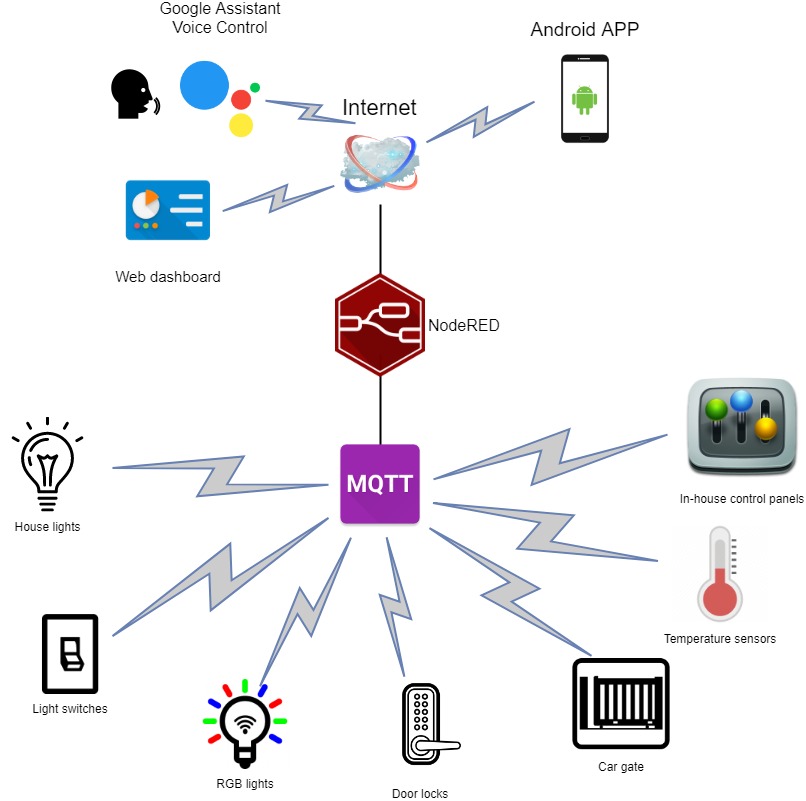 Google Assistant
Voice Control
Android APP
Internet
Web dashboard
NodeRED
MQTT
In-house control panels
House lights
Temperature sensors
Light switches
Car gate
RGB lights
Door locks